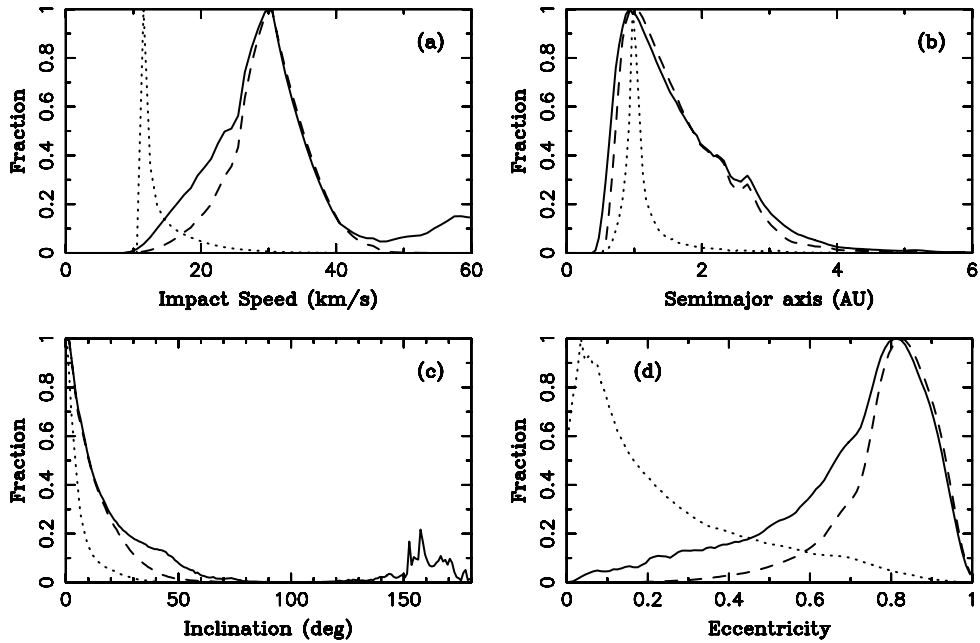 Fraction
0 0.2 0.4 0.6 0.8 1
(a)
0 20 40 60
Impact Speed (km/s)
Fraction
0 0.2 0.4 0.6 0.8 1
(b)
0 2 4 6
Semimajor axis (AU)
Fraction
0 0.2 0.4 0.6 0.8 1
(c)
0 50 100 150
Inclination (deg)
Fraction
0 0.2 0.4 0.6 0.8 1
(d)
0 0.2 0.4 0.6 0.8 1
Eccentricity